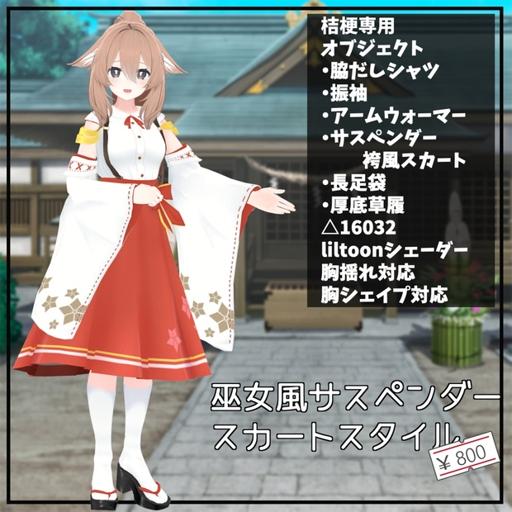 桔梗専用
オブジェクト
・脇だしシャツ
・振袖
・アームウォーマー
・サスペンダー
袴風スカート
・長足袋
・厚底草履
△16032
liltoonシェーダー
胸揺れ対応
胸シェイプ対応
巫女風サスペンダー
スカートスタイル
¥800